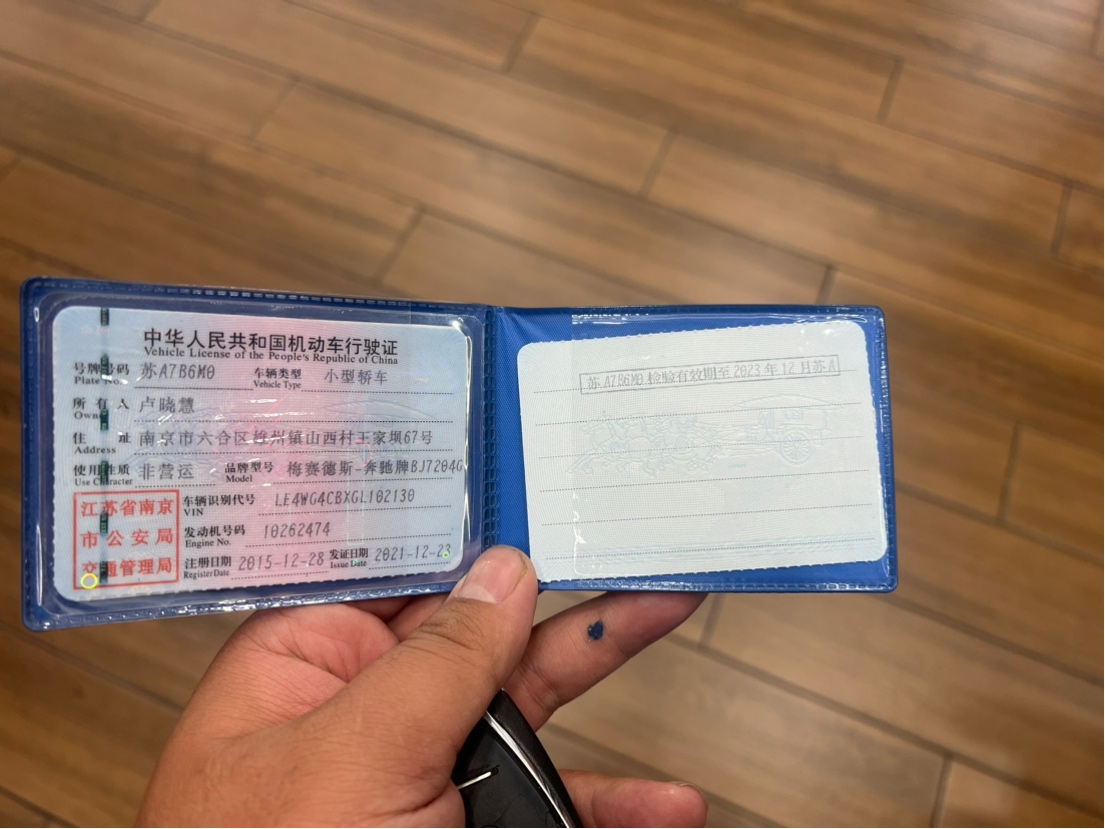 中华人民共和国机动车行驶证
Vehicle License of the People's Republic of China
号牌号码 苏A7B6M0 车辆类型 小型轿车
Plate No. Vehicle Type
所有人 卢晓慧
Owner
住址 南京市六合区雄州镇山西村王家坝67号
Address
使用性质 非营运 品牌型号 梅赛德斯-奔驰牌BJ7204G
Use Character Model
车辆识别代号 LE4WG4CBXGL102130
VIN
发动机号码 10262474
Engine No.
注册日期 2015-12-28 发证日期 2021-12-23
Register Date Issue Date
江苏省南京
市公安局
交通管理局
苏A7B6M0检验有效期至2023年12月苏A